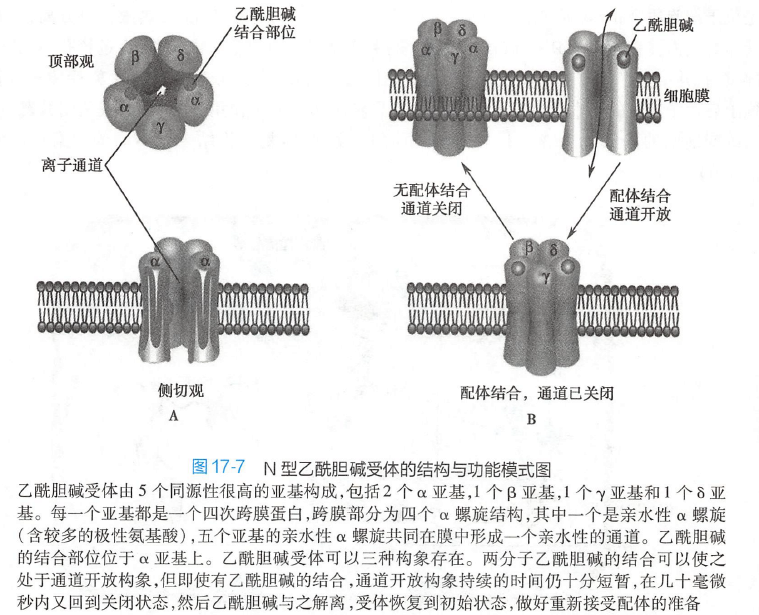 乙酰胆碱
结合部位
顶部观
β
δ
α
α
γ
离子通道
α
α
侧切观
A
β
δ
α
γ
α
乙酰胆碱
细胞膜
无配体结合
通道关闭
配体结合
通道开放
β
δ
γ
配体结合，通道已关闭
B
图17-7 N 型乙酰胆碱受体的结构与功能模式图
乙酰胆碱受体由 5 个同源性很高的亚基构成，包括 2 个 α 亚基，1 个 β 亚基，1 个 γ 亚基和 1 个 δ 亚
基。每一个亚基都是一个四次跨膜蛋白，跨膜部分为四个 α 螺旋结构，其中一个是亲水性 α 螺旋
（含较多的极性氨基酸），五个亚基的亲水性 α 螺旋共同在膜中形成一个亲水性的通道。乙酰胆碱
的结合部位位于 α 亚基上。乙酰胆碱受体可以三种构象存在。两分子乙酰胆碱的结合可以使之
处于通道开放构象，但即使有乙酰胆碱的结合，通道开放构象持续的时间仍十分短暂，在几十毫微
秒内又回到关闭状态，然后乙酰胆碱与之解离，受体恢复到初始状态，做好重新接受配体的准备